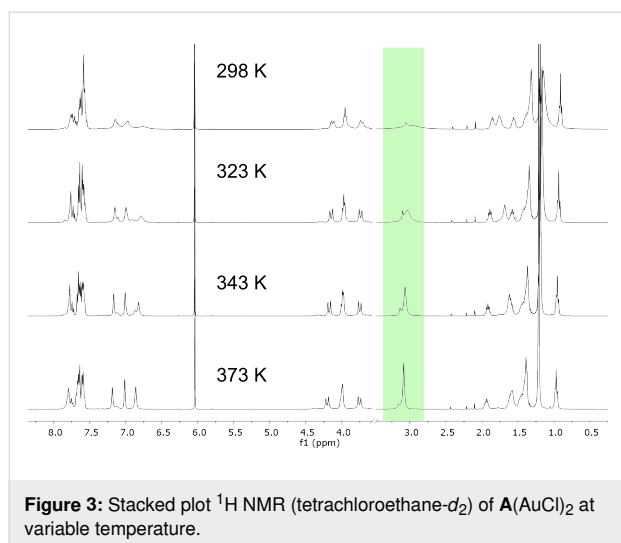 298 K
323 K
343 K
373 K
8.0 7.5 7.0 6.5 6.0 5.5 5.0 4.5 4.0 3.0 2.5 2.0 1.5 1.0 0.5
f1 (ppm)
Figure 3: Stacked plot ¹H NMR (tetrachloroethane-d₂) of A(AuCl)₂ at
variable temperature.